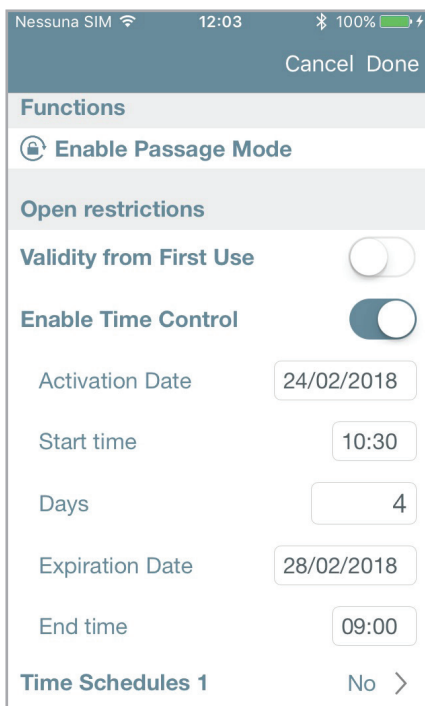 Nessuna SIM 12:03 100%
Cancel Done
Functions
Enable Passage Mode
Open restrictions
Validity from First Use
Enable Time Control
Activation Date 24/02/2018
Start time 10:30
Days 4
Expiration Date 28/02/2018
End time 09:00
Time Schedules 1 No